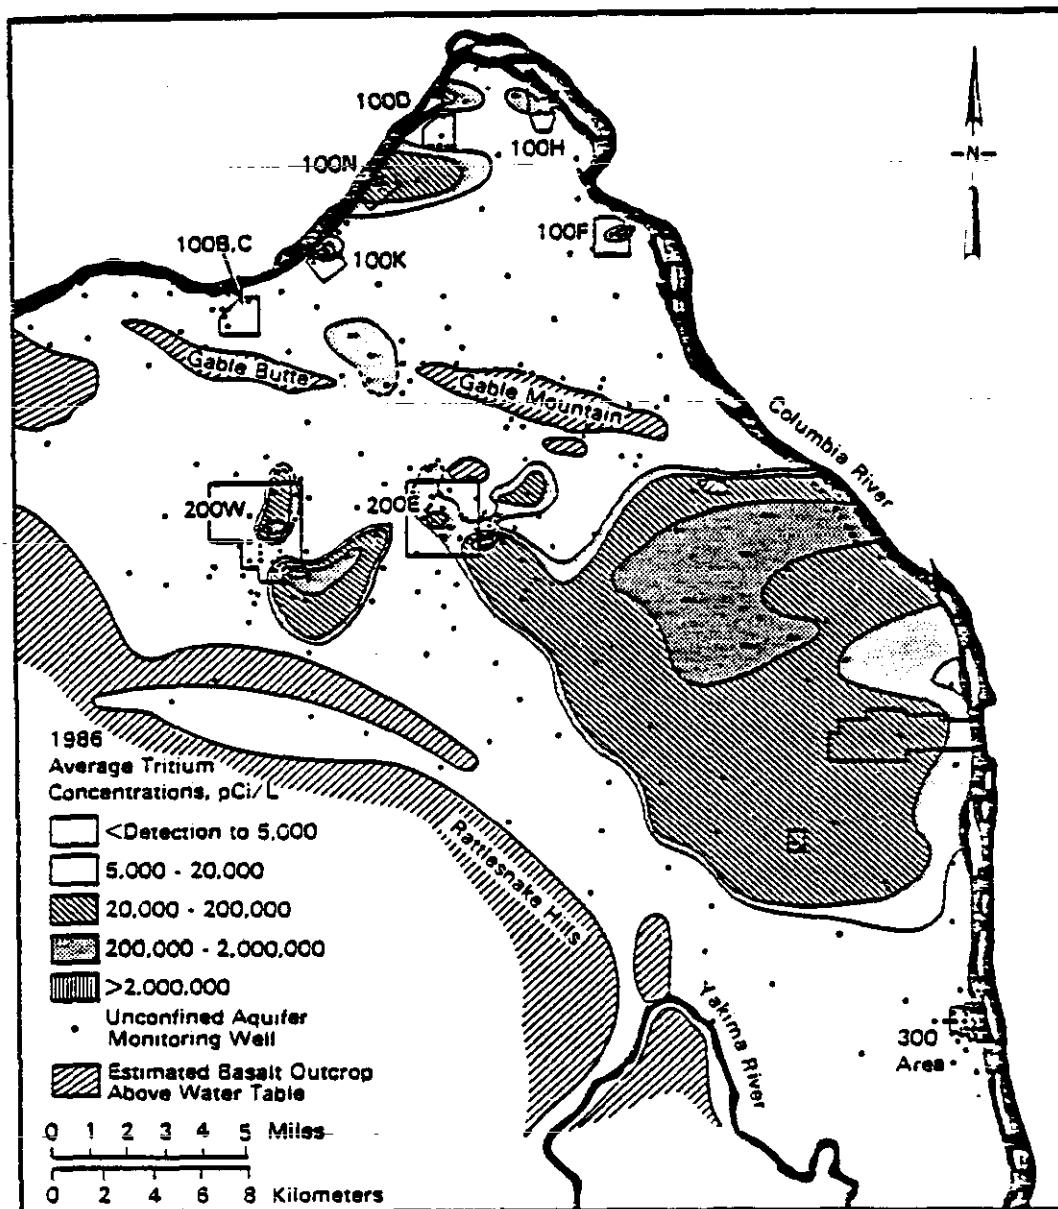 100D
100H
100N
-N-
100F
100B,C
100K
Gable Butte
Gable Mountain
Columbia River
200W
200E
1986
Average Tritium
Concentrations, pCi/L
<Detection to 5,000
5,000 - 20,000
20,000 - 200,000
200,000 - 2,000,000
>2,000,000
Unconfined Aquifer
Monitoring Well
Estimated Basalt Outcrop
Above Water Table
Rattlesnake Hills
Yakima River
300
Area
0 1 2 3 4 5 Miles
0 2 4 6 8 Kilometers